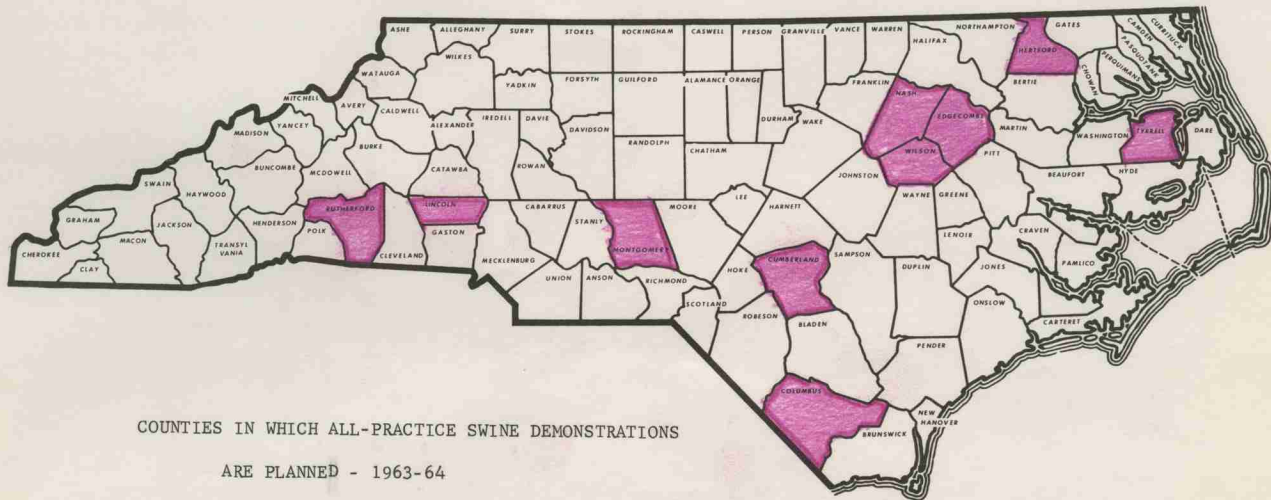 ASHE
ALLEGHANY
SURRY
STOKES
ROCKINGHAM
CASWELL
PERSON
GRANVILLE
VANCE
WARREN
NORTHAMPTON
HERTFORD
GATES
CAMDEN
CURRITUCK
PASQUOTANK
PERQUIMANS
CHOWAN
HALIFAX
BERTIE
WATAUGA
WILKES
YADKIN
FORSYTH
GUILFORD
ALAMANCE
ORANGE
DURHAM
FRANKLIN
NASH
EDGECOMBE
MARTIN
WASHINGTON
TYRRELL
DARE
MITCHELL
AVERY
CALDWELL
ALEXANDER
IREDELL
DAVIE
DAVIDSON
RANDOLPH
CHATHAM
WAKE
WILSON
PITT
BEAUFORT
HYDE
MADISON
YANCEY
BURKE
CATAWBA
ROWAN
JOHNSTON
WAYNE
GREENE
BUNCOMBE
MCDOWELL
SWAIN
HAYWOOD
RUTHERFORD
LINCOLN
CABARRUS
STANLY
MONTGOMERY
MOORE
LEE
HARNETT
LENOIR
CRAVEN
PAMLICO
GRAHAM
JACKSON
HENDERSON
POLK
CLEVELAND
GASTON
MECKLENBURG
CHEROKEE
MACON
CLAY
TRANSYL
VANIA
UNION
ANSON
RICHMOND
SCOTLAND
HOKE
CUMBERLAND
SAMPSON
DUPLIN
JONES
ONSLOW
CARTERET
ROBESON
BLADEN
PENDER
COLUMBUS
BRUNSWICK
NEW
HANOVER
COUNTIES IN WHICH ALL-PRACTICE SWINE DEMONSTRATIONS
ARE PLANNED - 1963-64